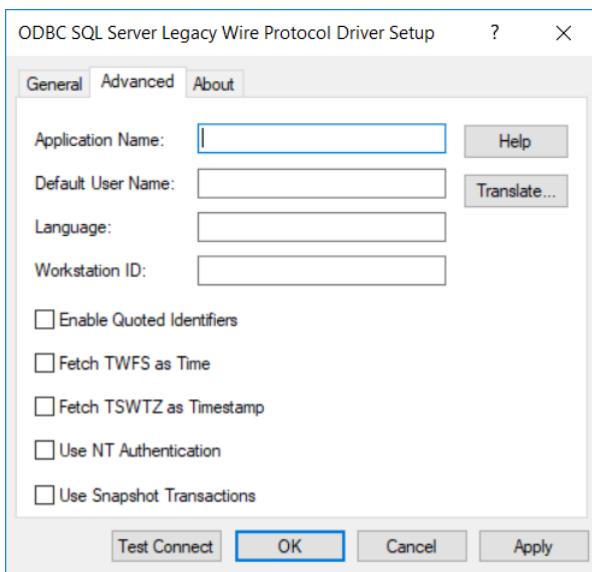 ODBC SQL Server Legacy Wire Protocol Driver Setup ? ×
General Advanced About
Application Name: Help
Default User Name: Translate...
Language:
Workstation ID:
Enable Quoted Identifiers
Fetch TWFS as Time
Fetch TSWTZ as Timestamp
Use NT Authentication
Use Snapshot Transactions
Test Connect OK Cancel Apply